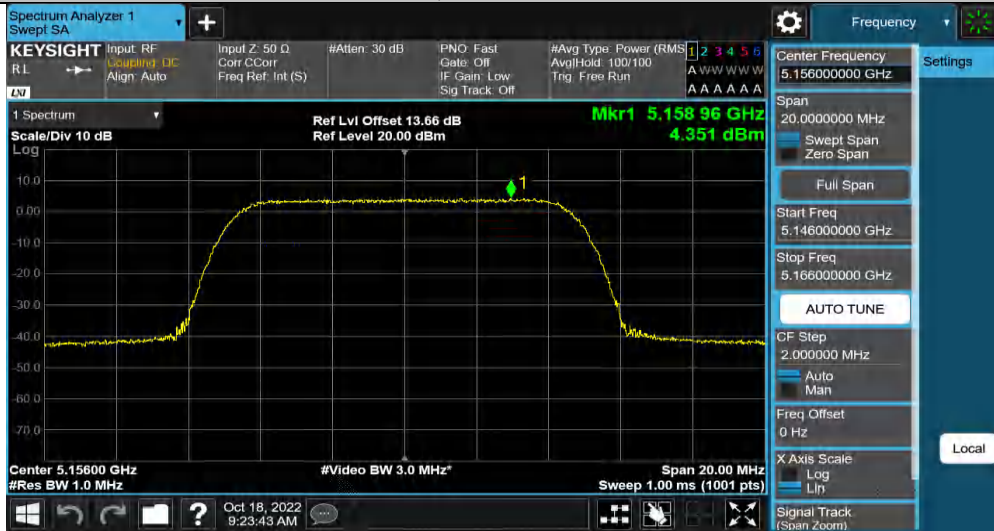 Spectrum Analyzer 1
Swept SA
Frequency
KEYSIGHT
RL
LNI
Input: RF
Coupling: DC
Align: Auto
Input Z: 50 Ω
Corr CCorr
Freq Ref: Int (S)
#Atten: 30 dB
PNO: Fast
Gate: Off
IF Gain: Low
Sig Track: Off
#Avg Type: Power (RMS
Avg|Hold: 100/100
Trig: Free Run
1 2 3 4 5 6
A W W W W W
A A A A A A
1 Spectrum
Scale/Div 10 dB
Log
Ref Lvl Offset 13.66 dB
Ref Level 20.00 dBm
Mkr1 5.158 96 GHz
4.351 dBm
1
10.0
0.00
-10.0
-20.0
-30.0
-40.0
-50.0
-60.0
-70.0
Center 5.15600 GHz
#Res BW 1.0 MHz
#Video BW 3.0 MHz*
Span 20.00 MHz
Sweep 1.00 ms (1001 pts)
?
Oct 18, 2022
9:23:43 AM
Center Frequency
5.156000000 GHz
Span
20.0000000 MHz
Swept Span
Zero Span
Full Span
Start Freq
5.146000000 GHz
Stop Freq
5.166000000 GHz
AUTO TUNE
CF Step
2.000000 MHz
Auto
Man
Freq Offset
0 Hz
X Axis Scale
Log
Lin
Signal Track
(Span Zoom)
Settings
Local